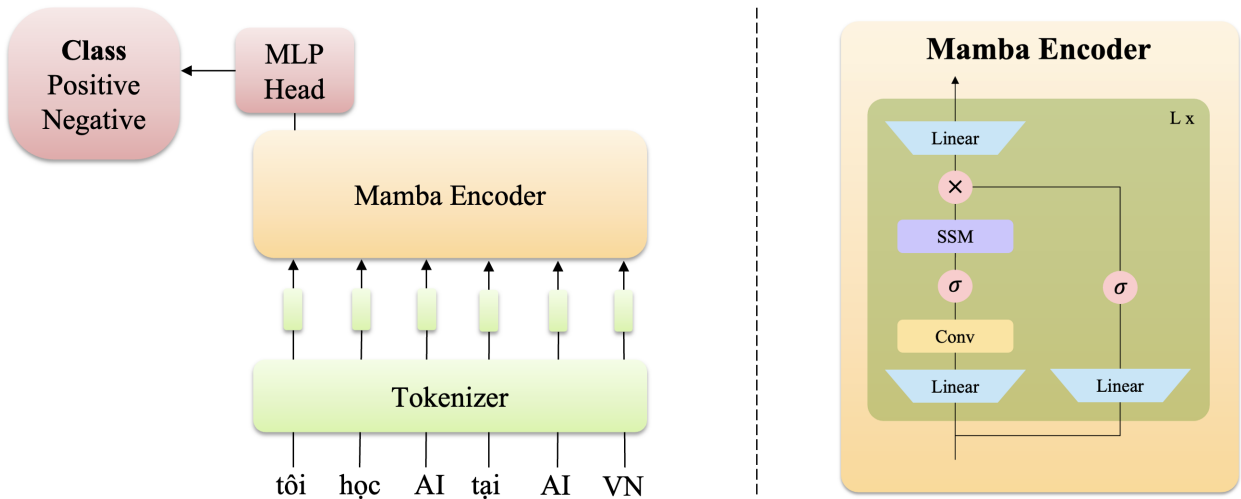 Class
Positive
Negative
MLP
Head
Mamba Encoder
Tokenizer
tôi học AI tại AI VN
Mamba Encoder
L x
Linear
×
SSM
σ σ
Conv
Linear Linear